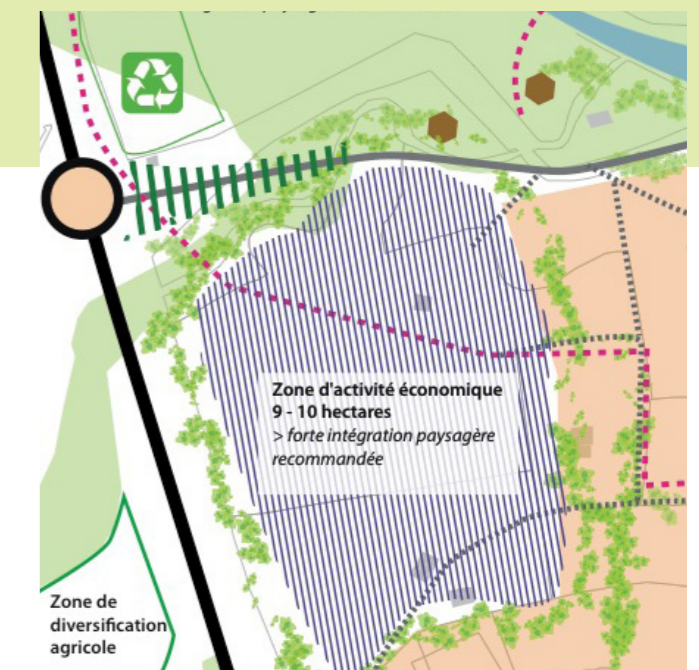 Zone d'activité économique
9 - 10 hectares
> forte intégration paysagère
recommandée
Zone de
diversification
agricole